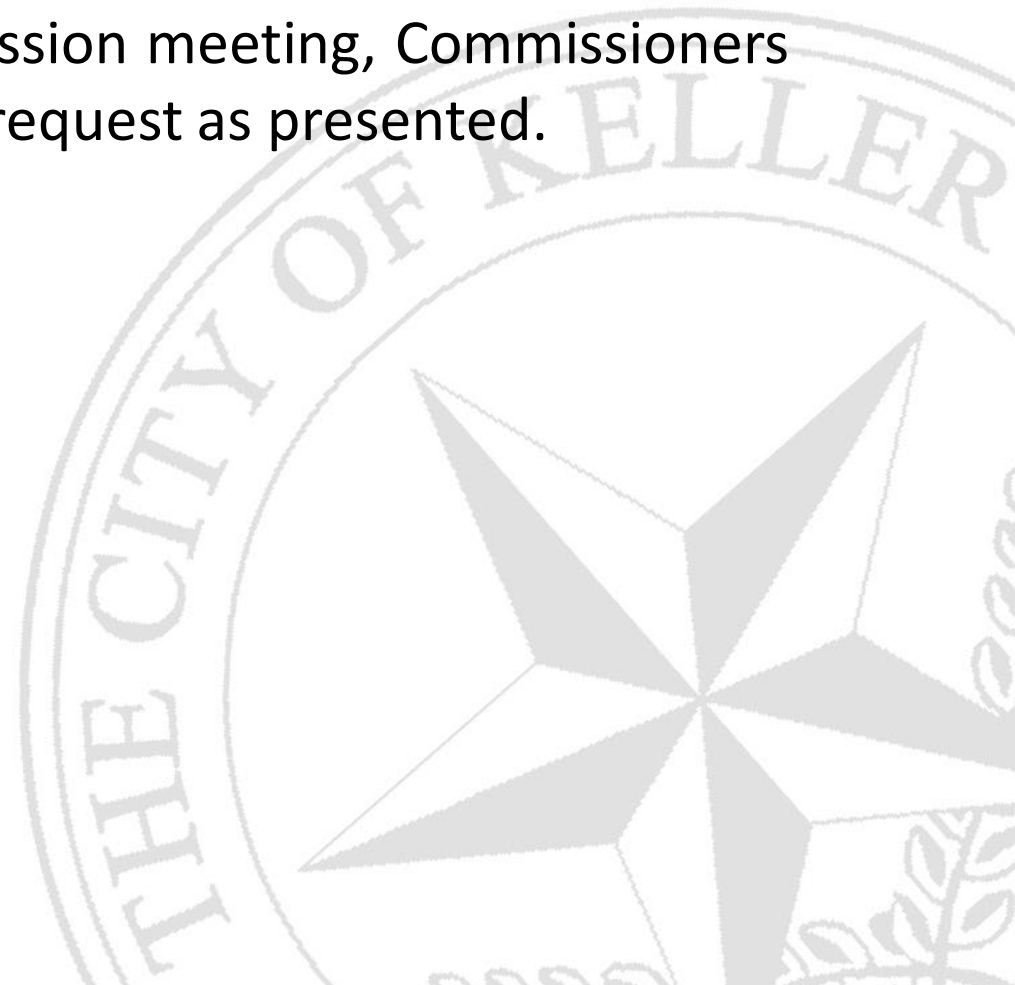 ssion meeting, Commissioners
request as presented.
THE CITY OF KELLER